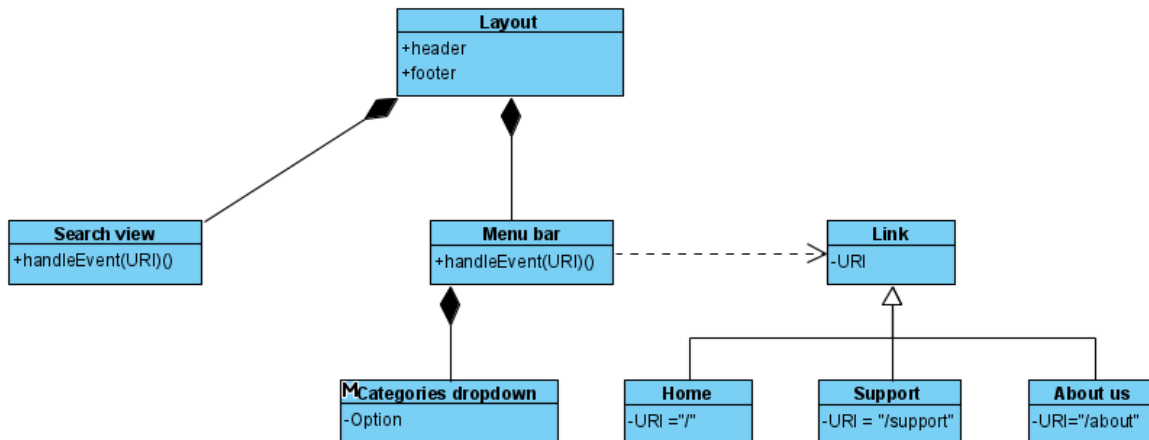 Layout
+header
+footer
Search view
+handleEvent(URI)()
Menu bar
+handleEvent(URI)()
Link
-URI
M
Categories dropdown
-Option
Home
-URI ="/"
Support
-URI = "/support"
About us
-URI="/about"